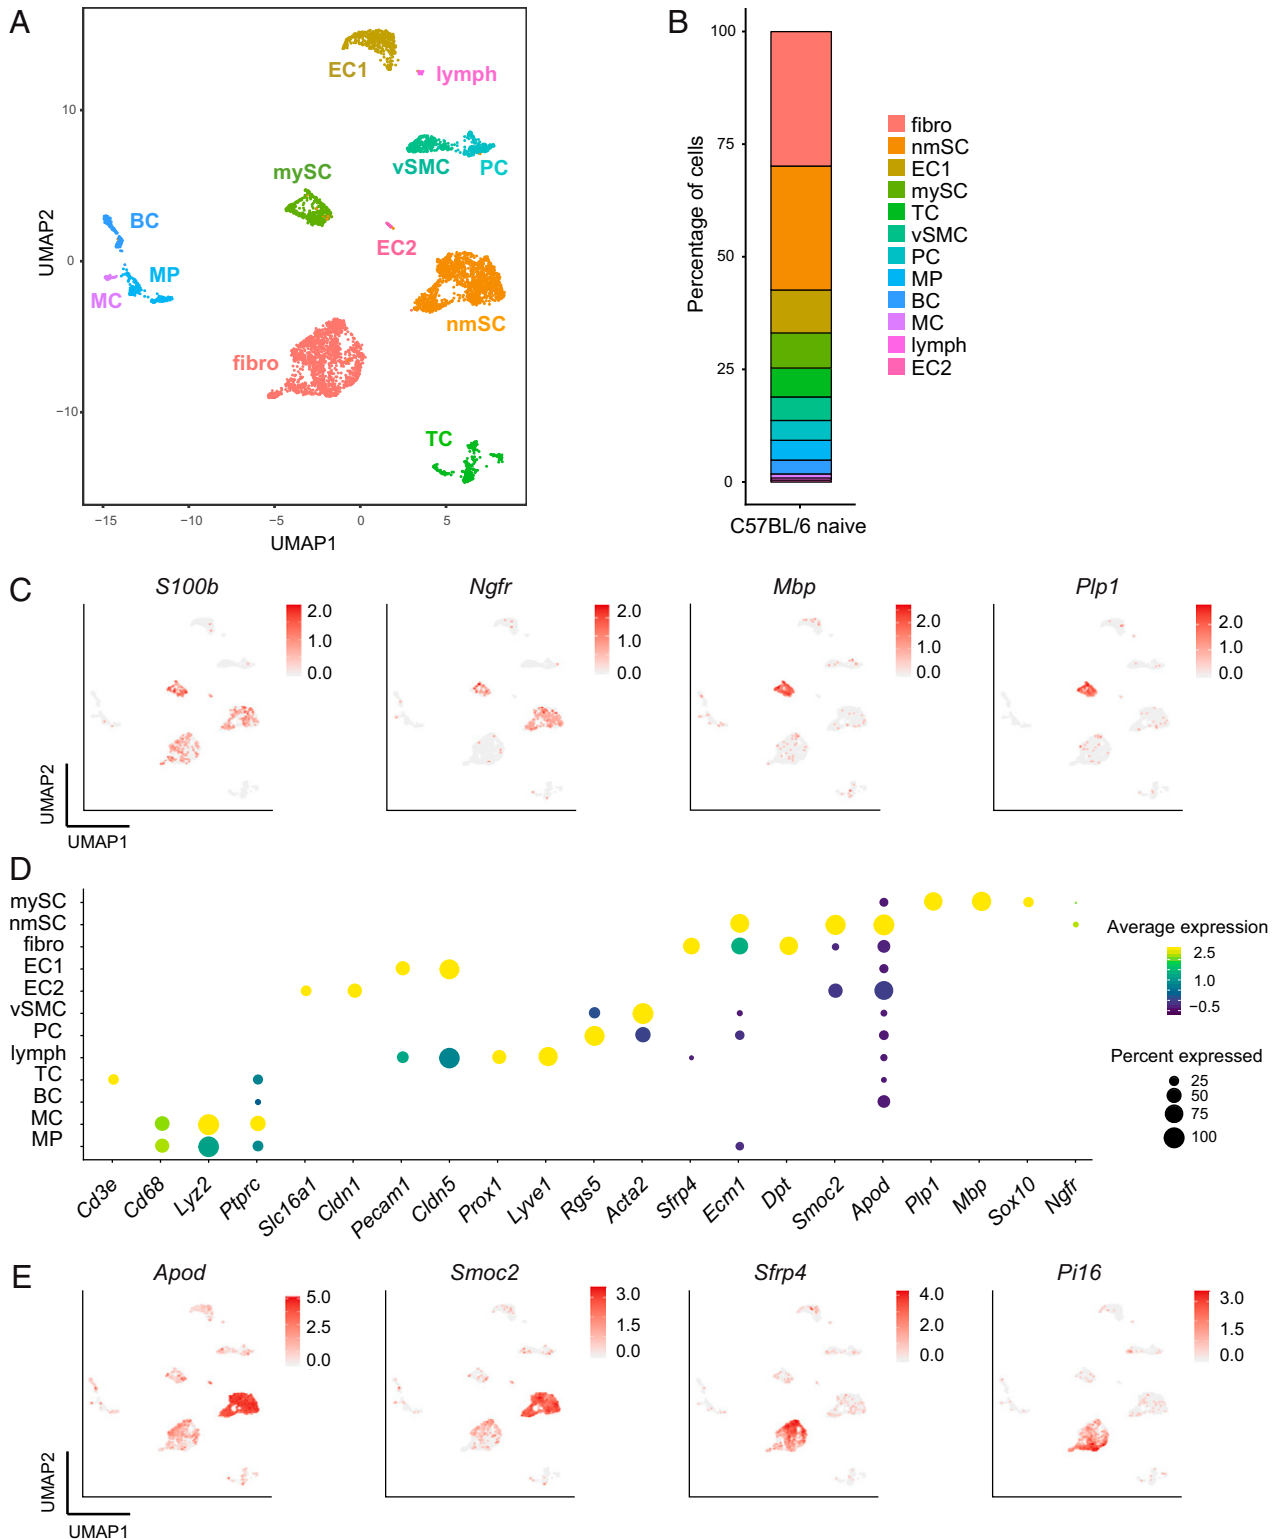 A
EC1
lymph
vSMC
PC
mySC
EC2
BC
MP
MC
nmSC
fibro
TC
10
0
−10
−15
−10
−5
0
5
UMAP2
UMAP1
B
100
75
50
25
0
Percentage of cells
C57BL/6 naive
fibro
nmSC
EC1
mySC
TC
vSMC
PC
MP
BC
MC
lymph
EC2
C
S100b
2.0
1.0
0.0
Ngfr
2.0
1.0
0.0
Mbp
2.0
1.0
0.0
Plp1
2.0
1.0
0.0
UMAP2
UMAP1
D
mySC
nmSC
fibro
EC1
EC2
vSMC
PC
lymph
TC
BC
MC
MP
Cd3e
Cd68
Lyz2
Ptprc
Slc16a1
Cldn1
Pecam1
Cldn5
Prox1
Lyve1
Rgs5
Acta2
Sfrp4
Ecm1
Dpt
Smoc2
Apod
Plp1
Mbp
Sox10
Ngfr
Average expression
2.5
1.0
−0.5
Percent expressed
25
50
75
100
E
Apod
5.0
2.5
0.0
Smoc2
3.0
1.5
0.0
Sfrp4
4.0
2.0
0.0
Pi16
3.0
1.5
0.0
UMAP2
UMAP1